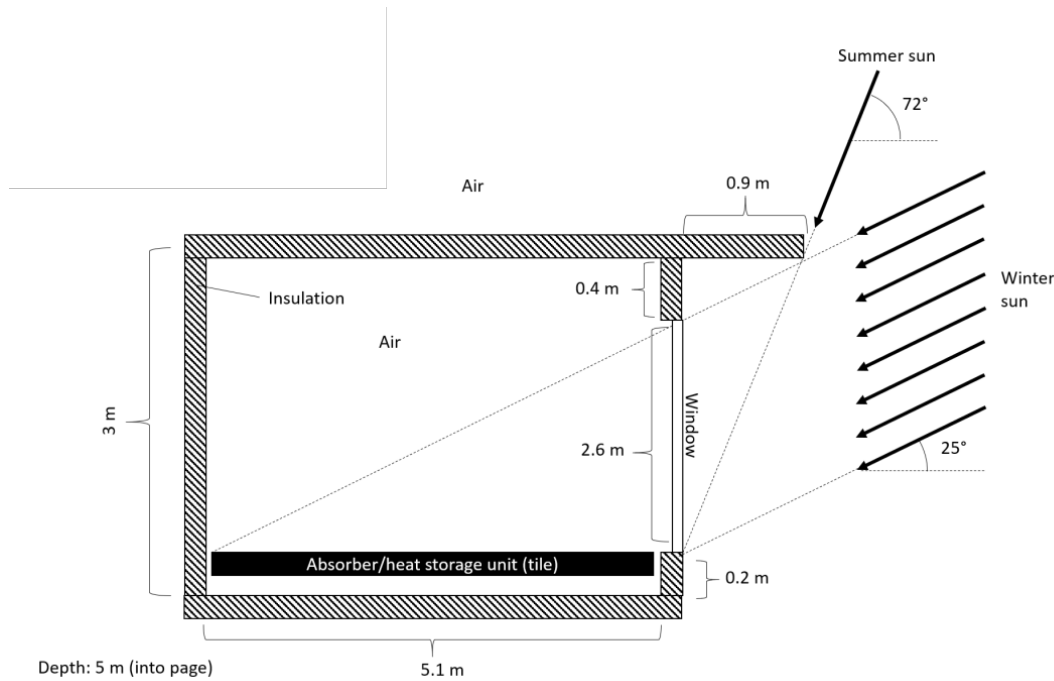 Summer sun
72°
Air
0.9 m
0.4 m
Insulation
Winter
sun
Air
3 m
Window
2.6 m
25°
Absorber/heat storage unit (tile)
0.2 m
5.1 m
Depth: 5 m (into page)